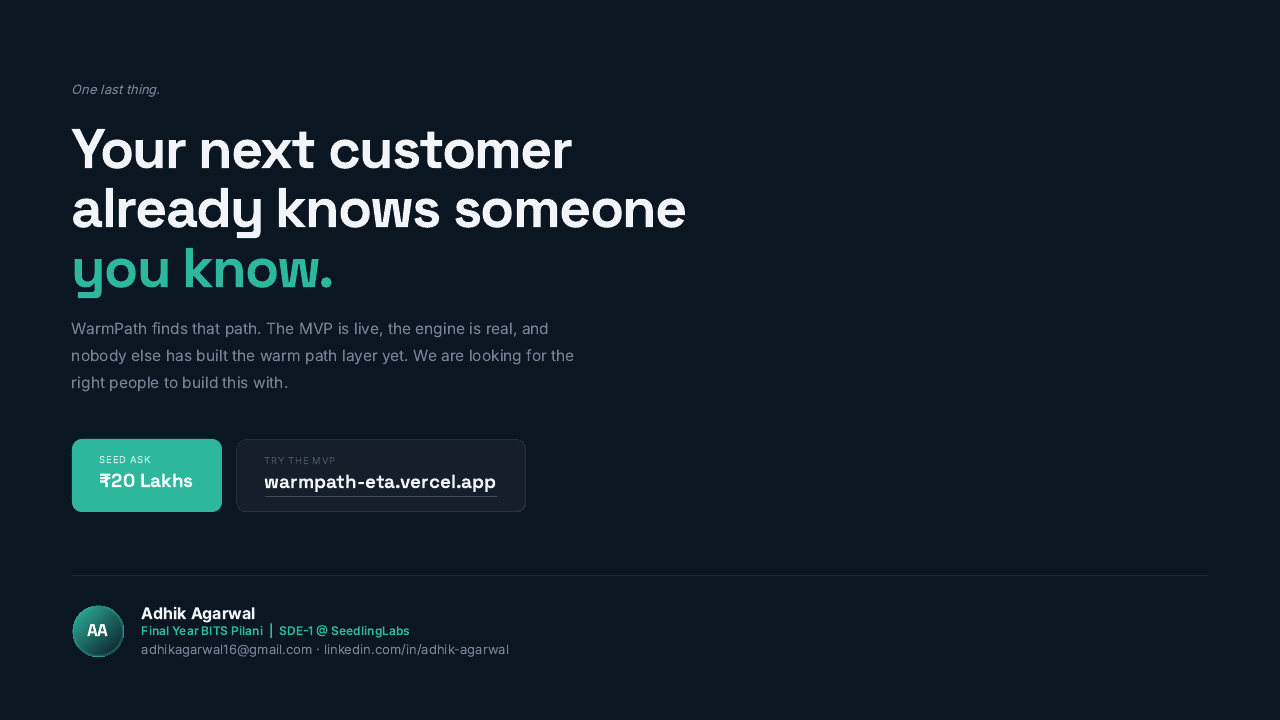 One last thing.
Your next customer
already knows someone
you know.
WarmPath finds that path. The MVP is live, the engine is real, and
nobody else has built the warm path layer yet. We are looking for the
right people to build this with.
SEED ASK
₹20 Lakhs
TRY THE MVP
warmpath-eta.vercel.app
AA
Adhik Agarwal
Final Year BITS Pilani | SDE-1 @ SeedlingLabs
adhikagarwal16@gmail.com · linkedin.com/in/adhik-agarwal